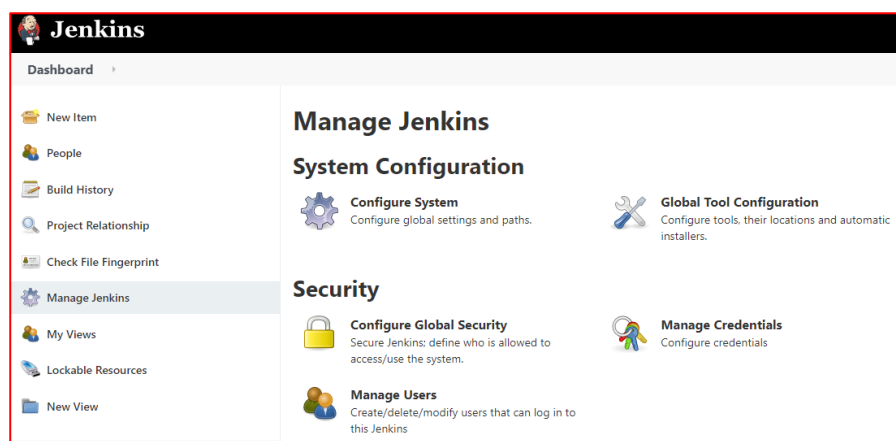 Jenkins
Dashboard
New Item
People
Build History
Project Relationship
Check File Fingerprint
Manage Jenkins
My Views
Lockable Resources
New View
Manage Jenkins
System Configuration
Configure System
Configure global settings and paths.
Global Tool Configuration
Configure tools, their locations and automatic
installers.
Security
Configure Global Security
Secure Jenkins; define who is allowed to
access/use the system.
Manage Credentials
Configure credentials
Manage Users
Create/delete/modify users that can log in to
this Jenkins